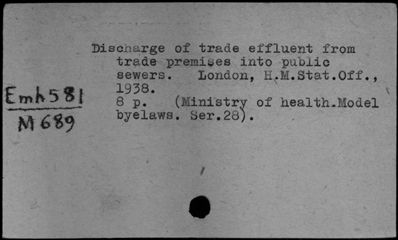 Discharge of trade effluent from
trade premises into public
sewers. London, H.M.Stat.Off.,
1938.
8 p. (Ministry of health.Model
byelaws. Ser.28).
Emh581
M689